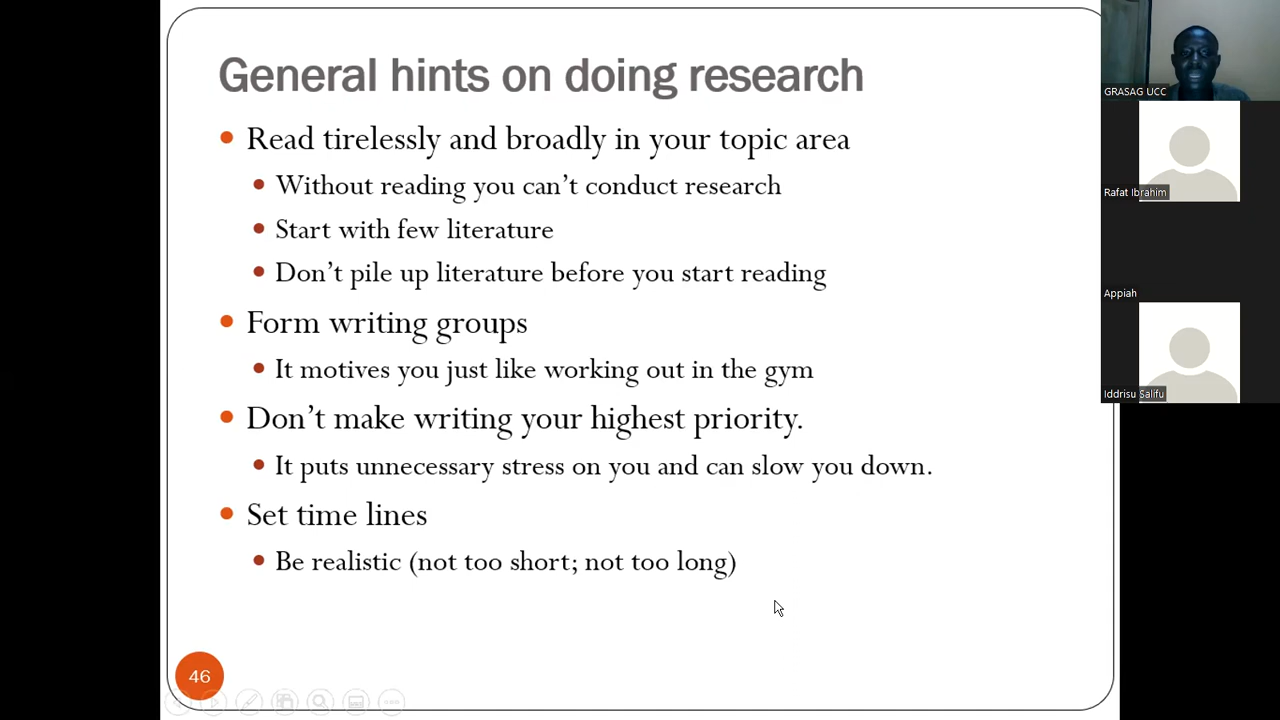 General hints on doing research
Read tirelessly and broadly in your topic area
Without reading you can't conduct research
Start with few literature
Don't pile up literature before you start reading
Form writing groups
It motives you just like working out in the gym
Don't make writing your highest priority.
It puts unnecessary stress on you and can slow you down.
Set time lines
Be realistic (not too short; not too long)
46
GRASAG UCC
Rafat Ibrahim
Appiah
Iddrisu Salifu